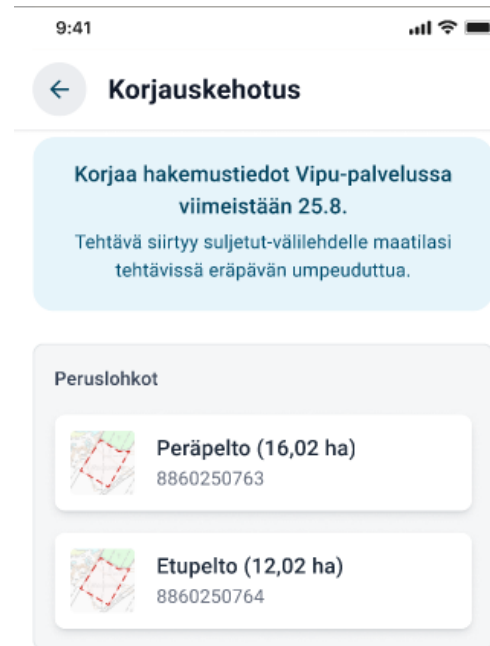 9:41
Korjauskehotus
Korjaa hakemustiedot Vipu-palvelussa
viimeistään 25.8.
Tehtävä siirtyy suljetut-välilehdelle maatilasi
tehtävissä eräpävän umpeuduttua.
Peruslohkot
Peräpelto (16,02 ha)
8860250763
Etupelto (12,02 ha)
8860250764